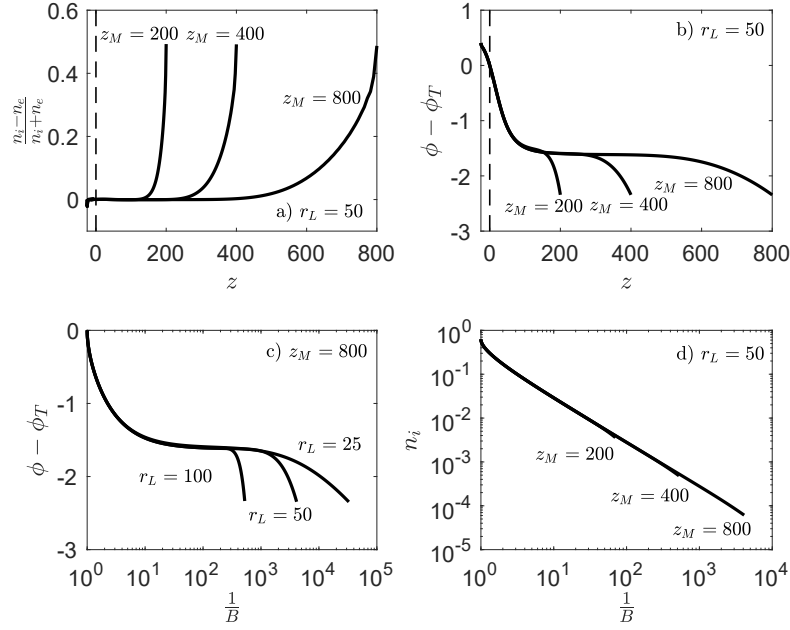 0.6
0.4
0.2
0
$\frac{n_i - n_e}{n_i + n_e}$
z_M = 200
z_M = 400
z_M = 800
a) r_L = 50
0 200 400 600 800
z
1
0
-1
-2
-3
ϕ − ϕ_T
b) r_L = 50
z_M = 800
z_M = 200 z_M = 400
0 200 400 600 800
z
0
-1
-2
-3
ϕ − ϕ_T
c) z_M = 800
r_L = 25
r_L = 100
r_L = 50
10^0 10^1 10^2 10^3 10^4 10^5
$\frac{1}{B}$
10^0
10^-1
10^-2
10^-3
10^-4
10^-5
n_i
d) r_L = 50
z_M = 200
z_M = 400
z_M = 800
10^0 10^1 10^2 10^3 10^4
$\frac{1}{B}$